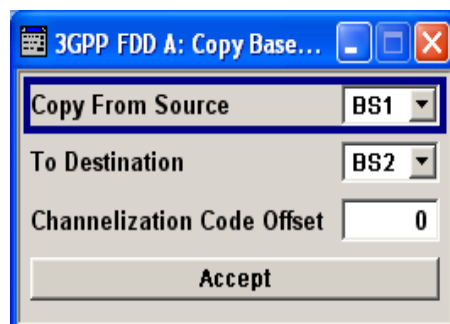 3GPP FDD A: Copy Base...
Copy From Source BS1
To Destination BS2
Channelization Code Offset 0
Accept